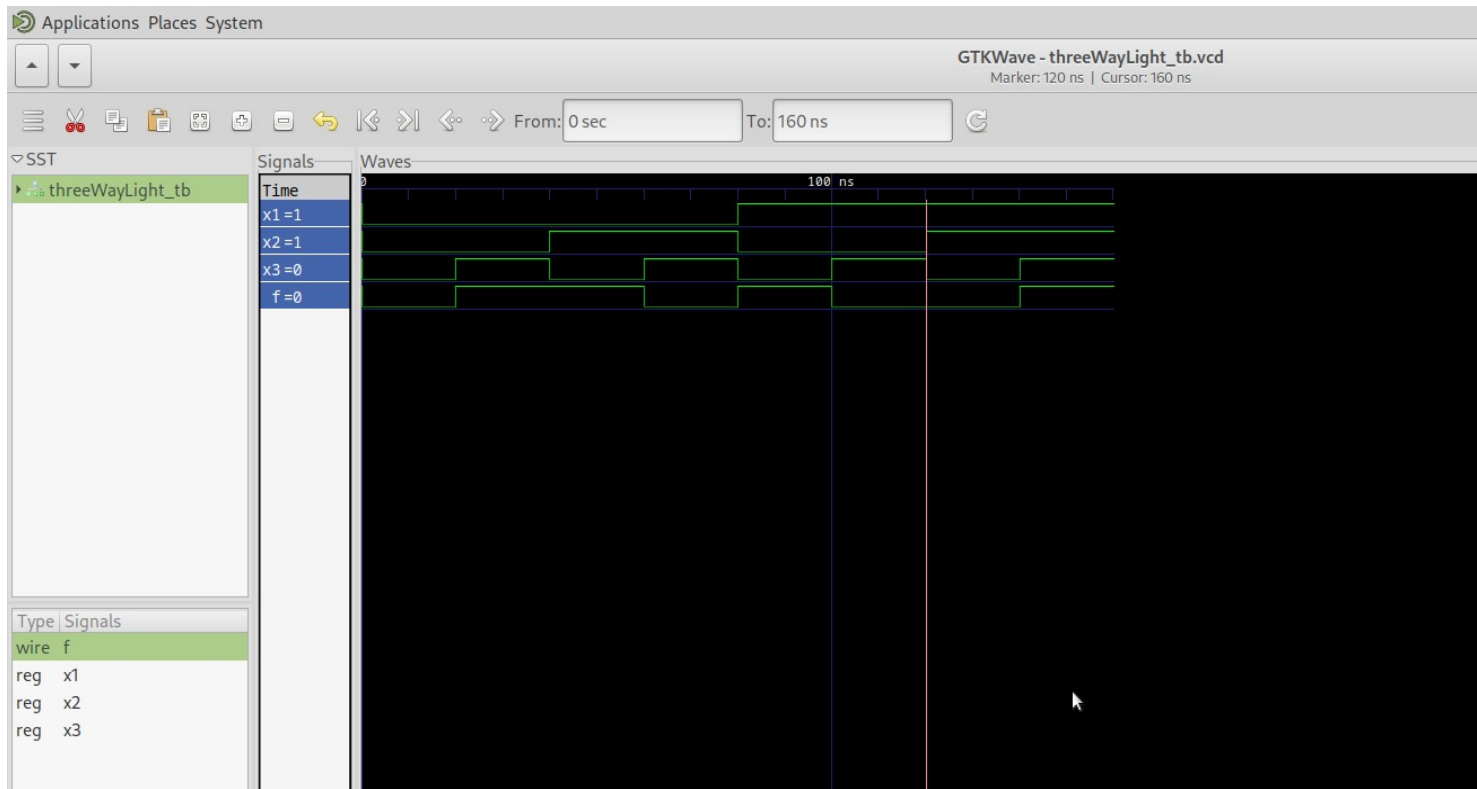 Applications Places System
GTKWave - threeWayLight_tb.vcd
Marker: 120 ns | Cursor: 160 ns
From: 0 sec To: 160 ns
SST
threeWayLight_tb
Signals
Time
x1 =1
x2 =1
x3 =0
f =0
Waves
0 100 ns
Type Signals
wire f
reg x1
reg x2
reg x3